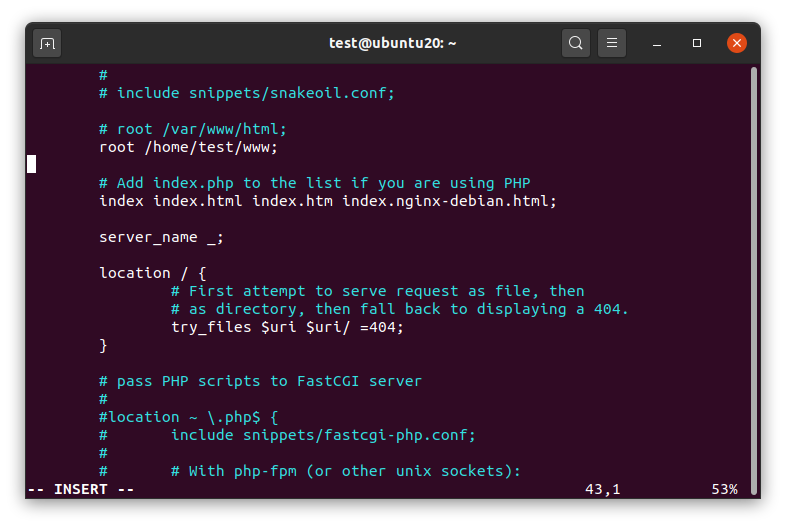 test@ubuntu20: ~
#
# include snippets/snakeoil.conf;
# root /var/www/html;
root /home/test/www;
# Add index.php to the list if you are using PHP
index index.html index.htm index.nginx-debian.html;
server_name _;
location / {
# First attempt to serve request as file, then
# as directory, then fall back to displaying a 404.
try_files $uri $uri/ =404;
}
# pass PHP scripts to FastCGI server
#
#location ~ \.php$ {
#       include snippets/fastcgi-php.conf;
#
#       # With php-fpm (or other unix sockets):
-- INSERT -- 43,1 53%